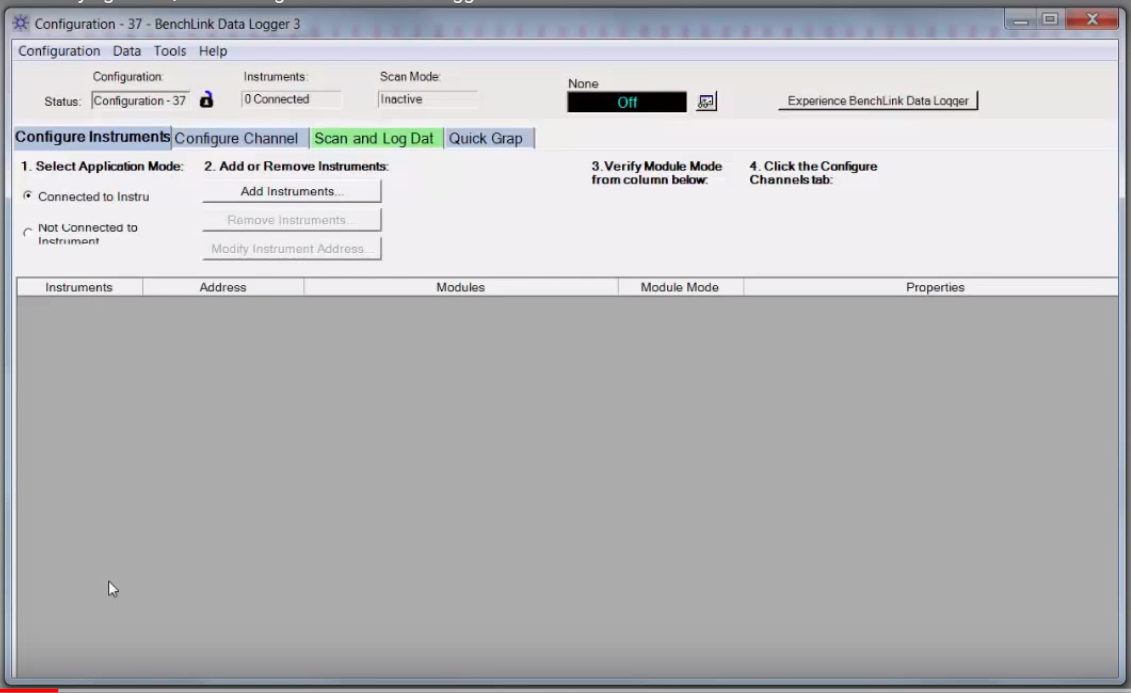 Configuration - 37 - BenchLink Data Logger 3
Configuration Data Tools Help
Configuration: Instruments: Scan Mode: None
Status: Configuration - 37 0 Connected Inactive Off Experience BenchLink Data Logger
Configure Instruments Configure Channel Scan and Log Dat Quick Grap
1. Select Application Mode: 2. Add or Remove Instruments: 3.Verify Module Mode 4. Click the Configure
from column below: Channels tab:
Connected to Instru Add Instruments...
Not Connected to Remove Instruments...
Instrument Modify Instrument Address...
Instruments Address Modules Module Mode Properties